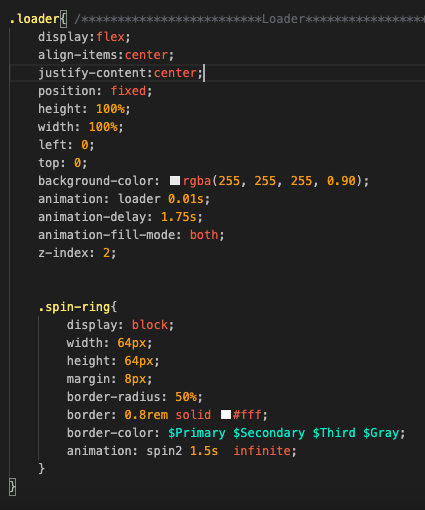 .loader{ /*************************Loader*****************
display:flex;
align-items:center;
justify-content:center;
position: fixed;
height: 100%;
width: 100%;
left: 0;
top: 0;
background-color: rgba(255, 255, 255, 0.90);
animation: loader 0.01s;
animation-delay: 1.75s;
animation-fill-mode: both;
z-index: 2;
.spin-ring{
display: block;
width: 64px;
height: 64px;
margin: 8px;
border-radius: 50%;
border: 0.8rem solid #fff;
border-color: $Primary $Secondary $Third $Gray;
animation: spin2 1.5s  infinite;
}
}